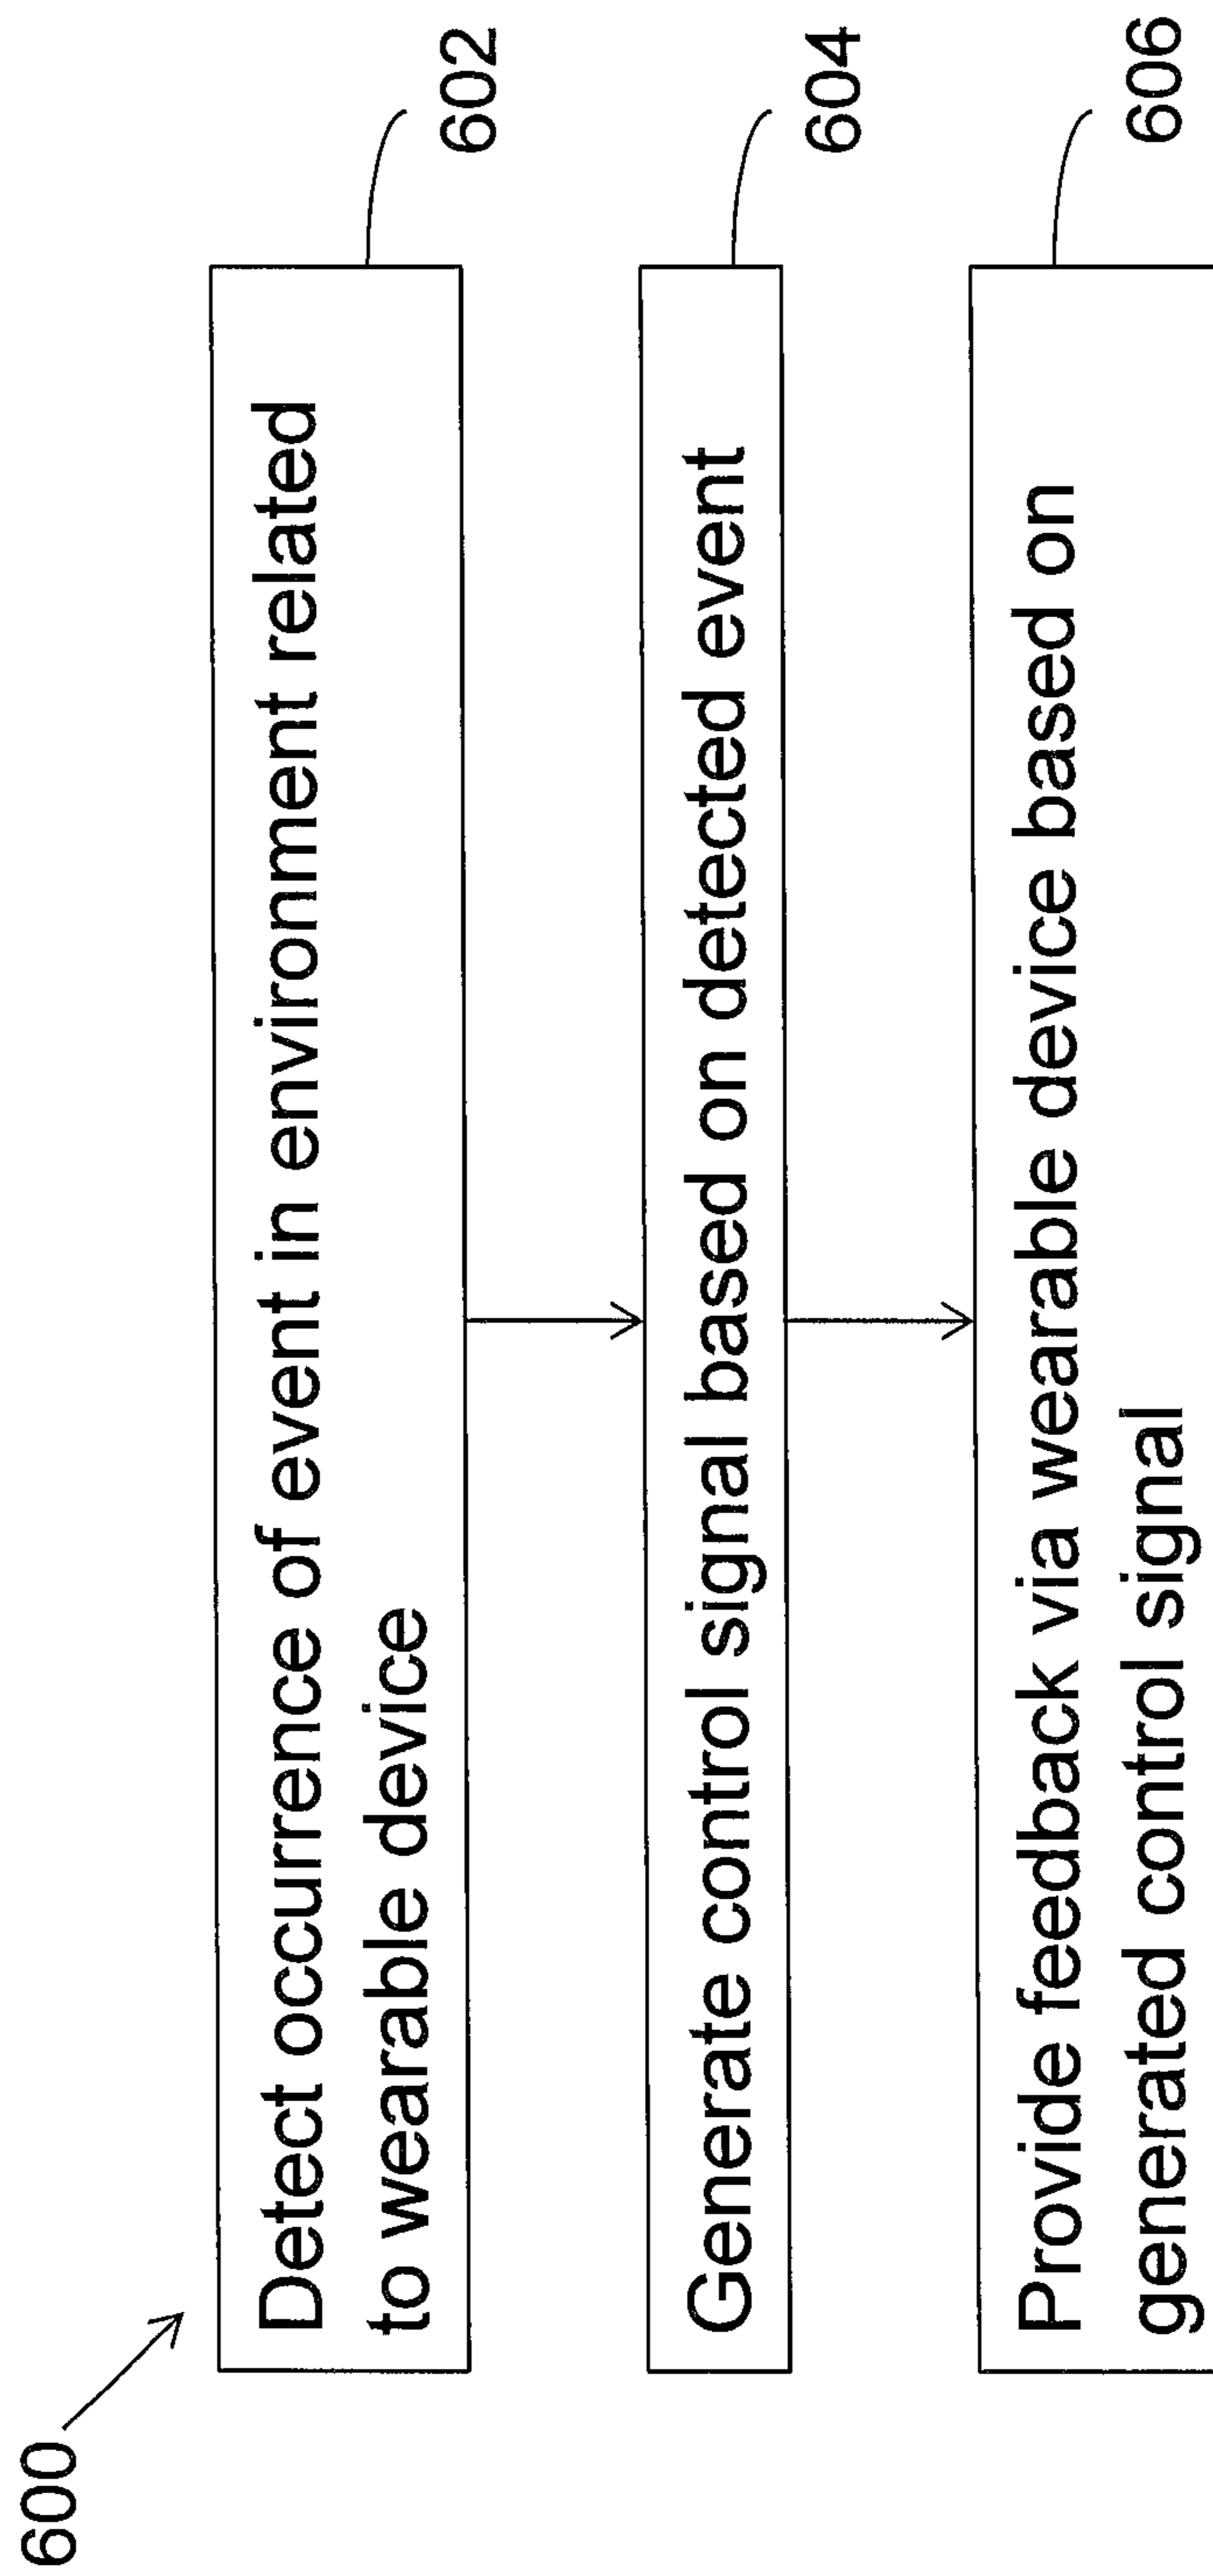 600
Detect occurrence of event in environment related
to wearable device
602
Generate control signal based on detected event
604
Provide feedback via wearable device based on
generated control signal
606